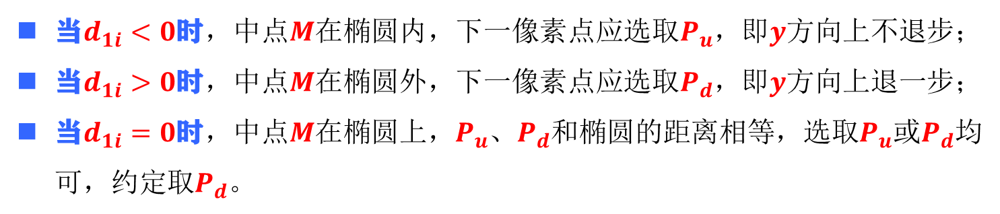 ■ 当d₁ᵢ < 0时，中点M在椭圆内，下一像素点应选取Pᵤ，即y方向上不退步；
■ 当d₁ᵢ > 0时，中点M在椭圆外，下一像素点应选取P_d，即y方向上退一步；
■ 当d₁ᵢ = 0时，中点M在椭圆上，Pᵤ、P_d和椭圆的距离相等，选取Pᵤ或P_d均
可，约定取P_d。